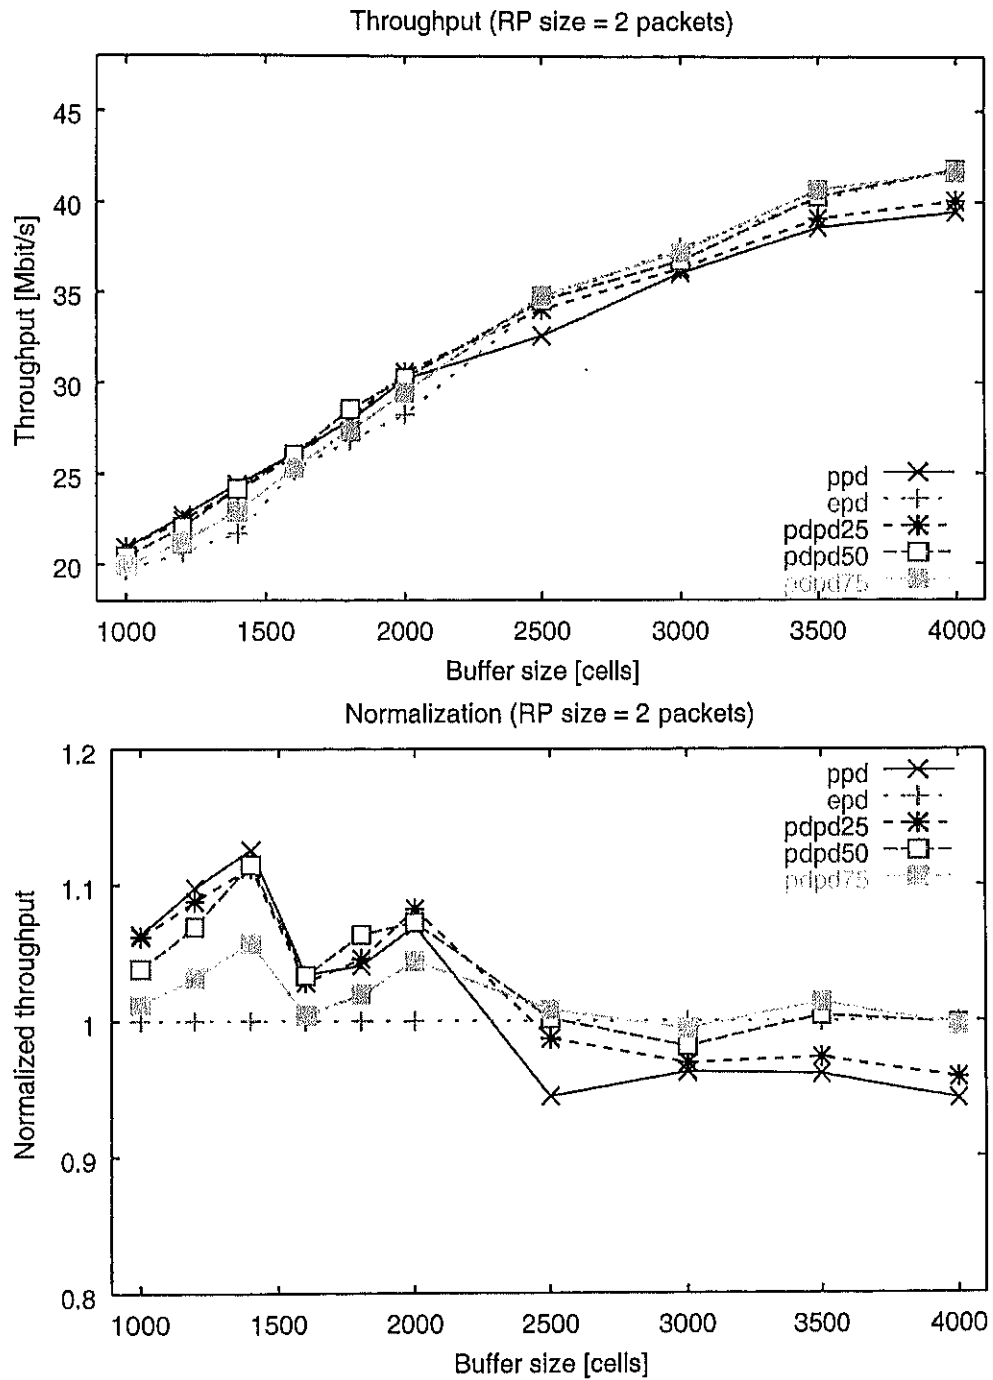 Throughput (RP size = 2 packets)
Throughput [Mbit/s]
45
40
35
30
25
20
ppd
epd
pdpd25
pdpd50
pdpd75
1000 1500 2000 2500 3000 3500 4000
Buffer size [cells]
Normalization (RP size = 2 packets)
Normalized throughput
1.2
1.1
1
0.9
0.8
ppd
epd
pdpd25
pdpd50
pdpd75
1000 1500 2000 2500 3000 3500 4000
Buffer size [cells]